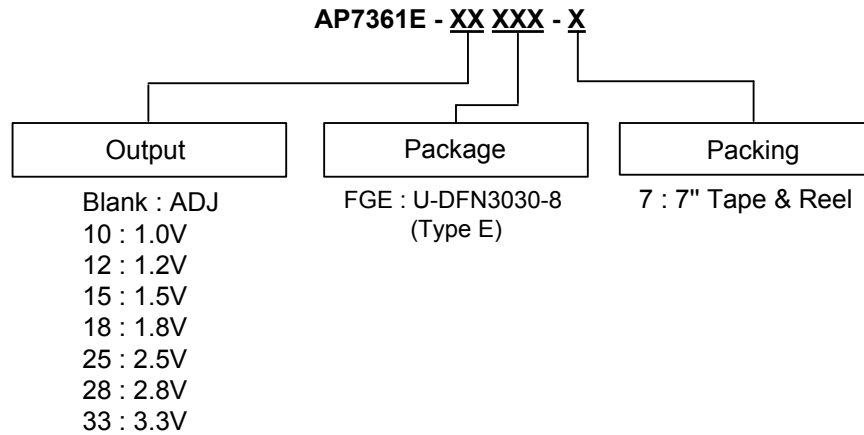 AP7361E - XX XXX - X
Output
Blank : ADJ
10 : 1.0V
12 : 1.2V
15 : 1.5V
18 : 1.8V
25 : 2.5V
28 : 2.8V
33 : 3.3V
Package
FGE : U-DFN3030-8
(Type E)
Packing
7 : 7" Tape & Reel